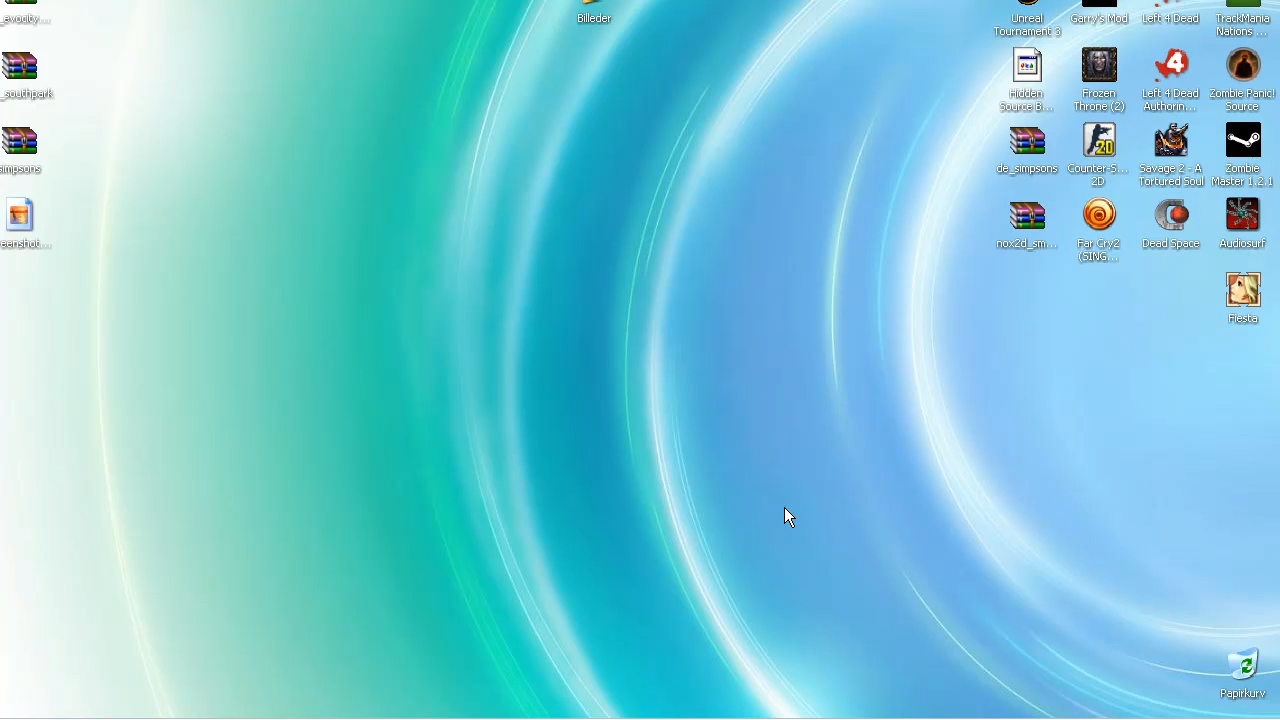 _evocity...
_southpark
simpsons
eenshot...
Billeder
Unreal
Tournament 3
Garry's Mod
Left 4 Dead
TrackMania
Nations ...
Hidden
Source B...
Frozen
Throne (2)
Left 4 Dead
Authorin...
Zombie Panic!
Source
de_simpsons
Counter-S...
2D
Savage 2 - A
Tortured Soul
Zombie
Master 1.2.1
nox2d_sm...
Far Cry2
(SING...
Dead Space
Audiosurf
Fiesta
Papirkurv